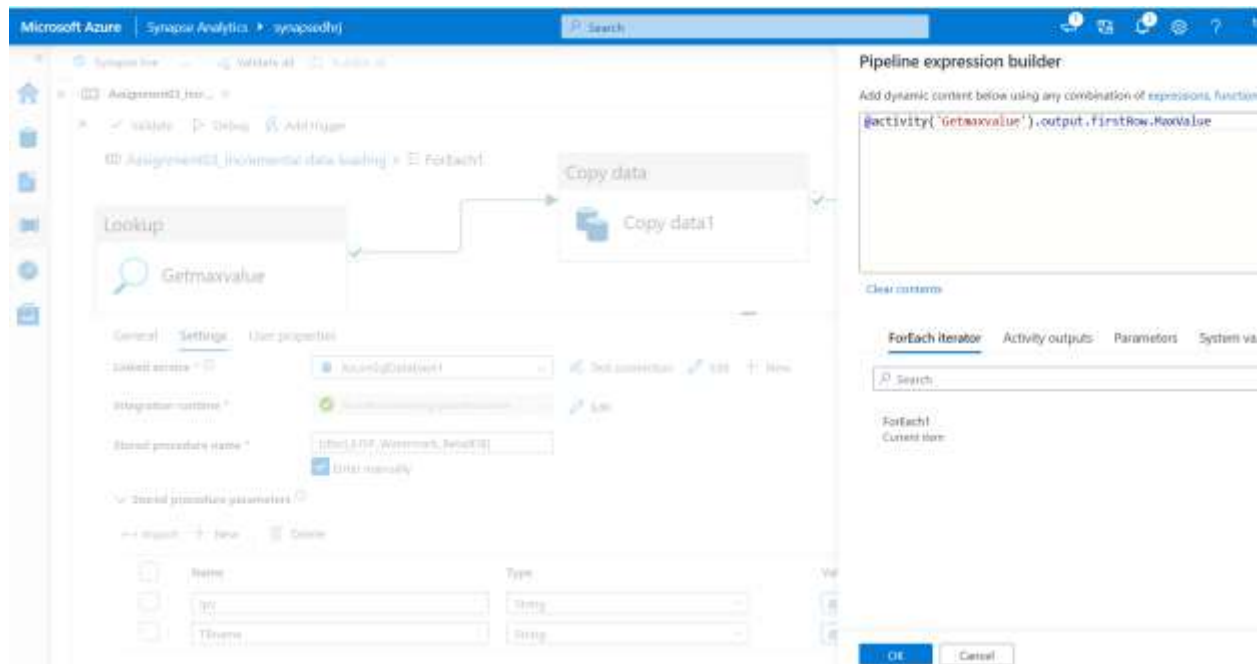 Microsoft Azure | Synapse Analytics ▸ synapsedhrj
Search
Pipeline expression builder
Synapse live
Validate all
Add dynamic content below using any combination of expressions, function
Assignment03_Incr...
@activity('Getmaxvalue').output.firstRow.MaxValue
Validate Debug Add trigger
Assignment03_incremental data loading > ForEach1
Copy data
Copy data1
Lookup
Getmaxvalue
Clear contents
General Settings User properties
ForEach iterator Activity outputs Parameters System va
Linked service *
Test connection Edit + New
Search
Integration runtime *
Edit
ForEach1
Current item
Stored procedure name *
Enter manually
Stored procedure parameters
Import + New Delete
Name Type
String
String
OK Cancel